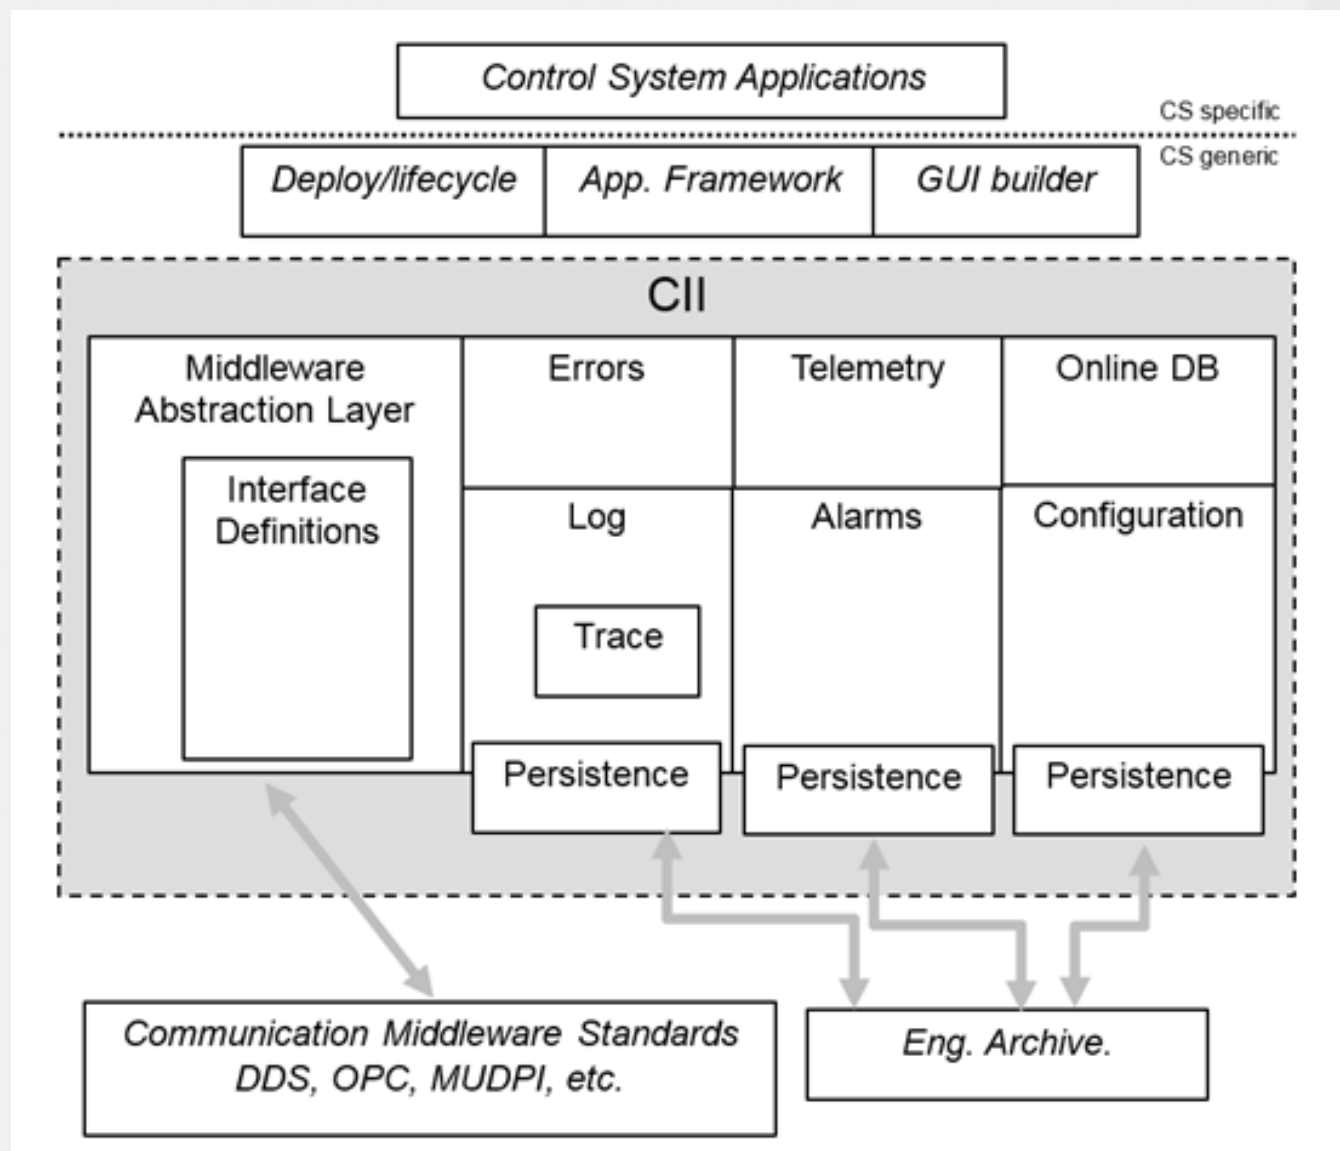 Control System Applications
CS specific
CS generic
Deploy/lifecycle
App. Framework
GUI builder
CII
Middleware
Abstraction Layer
Interface
Definitions
Errors
Telemetry
Online DB
Log
Alarms
Configuration
Trace
Persistence
Persistence
Persistence
Communication Middleware Standards
DDS, OPC, MUDPI, etc.
Eng. Archive.